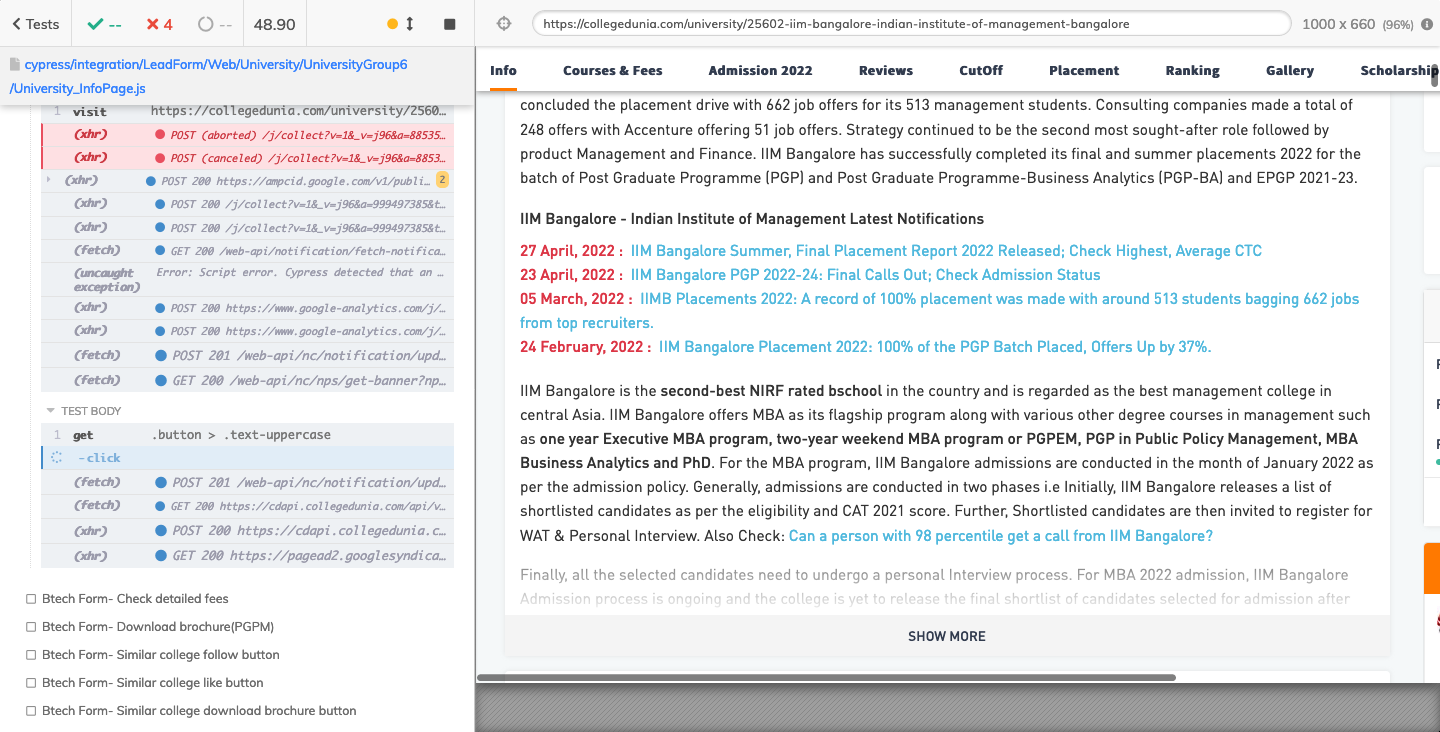 Tests
--
4
--
48.90
https://collegedunia.com/university/25602-iim-bangalore-indian-institute-of-management-bangalore
1000 x 660 (96%)
cypress/integration/LeadForm/Web/University/UniversityGroup6
/University_InfoPage.js
1 visit https://collegedunia.com/university/2560...
(xhr) POST (aborted) /j/collect?v=1&_v=j96&a=88535...
(xhr) POST (canceled) /j/collect?v=1&_v=j96&a=8853...
(xhr) POST 200 https://ampcid.google.com/v1/publi... 2
(xhr) POST 200 /j/collect?v=1&_v=j96&a=999497385&t...
(xhr) POST 200 /j/collect?v=1&_v=j96&a=999497385&t...
(fetch) GET 200 /web-api/notification/fetch-notifica...
(uncaught exception) Error: Script error. Cypress detected that an ...
(xhr) POST 200 https://www.google-analytics.com/j/...
(xhr) POST 200 https://www.google-analytics.com/j/...
(fetch) POST 201 /web-api/nc/notification/upd...
(fetch) GET 200 /web-api/nc/nps/get-banner?np...
TEST BODY
1 get .button > .text-uppercase
-click
(fetch) POST 201 /web-api/nc/notification/upd...
(fetch) GET 200 https://cdapi.collegedunia.com/api/v...
(xhr) POST 200 https://cdapi.collegedunia.c...
(xhr) GET 200 https://pagead2.googlesyndica...
Btech Form- Check detailed fees
Btech Form- Download brochure(PGPM)
Btech Form- Similar college follow button
Btech Form- Similar college like button
Btech Form- Similar college download brochure button
Info Courses & Fees Admission 2022 Reviews CutOff Placement Ranking Gallery Scholarship
concluded the placement drive with 662 job offers for its 513 management students. Consulting companies made a total of
248 offers with Accenture offering 51 job offers. Strategy continued to be the second most sought-after role followed by
product Management and Finance. IIM Bangalore has successfully completed its final and summer placements 2022 for the
batch of Post Graduate Programme (PGP) and Post Graduate Programme-Business Analytics (PGP-BA) and EPGP 2021-23.
IIM Bangalore - Indian Institute of Management Latest Notifications
27 April, 2022 : IIM Bangalore Summer, Final Placement Report 2022 Released; Check Highest, Average CTC
23 April, 2022 : IIM Bangalore PGP 2022-24: Final Calls Out; Check Admission Status
05 March, 2022 : IIMB Placements 2022: A record of 100% placement was made with around 513 students bagging 662 jobs
from top recruiters.
24 February, 2022 : IIM Bangalore Placement 2022: 100% of the PGP Batch Placed, Offers Up by 37%.
IIM Bangalore is the second-best NIRF rated bschool in the country and is regarded as the best management college in
central Asia. IIM Bangalore offers MBA as its flagship program along with various other degree courses in management such
as one year Executive MBA program, two-year weekend MBA program or PGPEM, PGP in Public Policy Management, MBA
Business Analytics and PhD. For the MBA program, IIM Bangalore admissions are conducted in the month of January 2022 as
per the admission policy. Generally, admissions are conducted in two phases i.e Initially, IIM Bangalore releases a list of
shortlisted candidates as per the eligibility and CAT 2021 score. Further, Shortlisted candidates are then invited to register for
WAT & Personal Interview. Also Check: Can a person with 98 percentile get a call from IIM Bangalore?
Finally, all the selected candidates need to undergo a personal Interview process. For MBA 2022 admission, IIM Bangalore
Admission process is ongoing and the college is yet to release the final shortlist of candidates selected for admission after
SHOW MORE